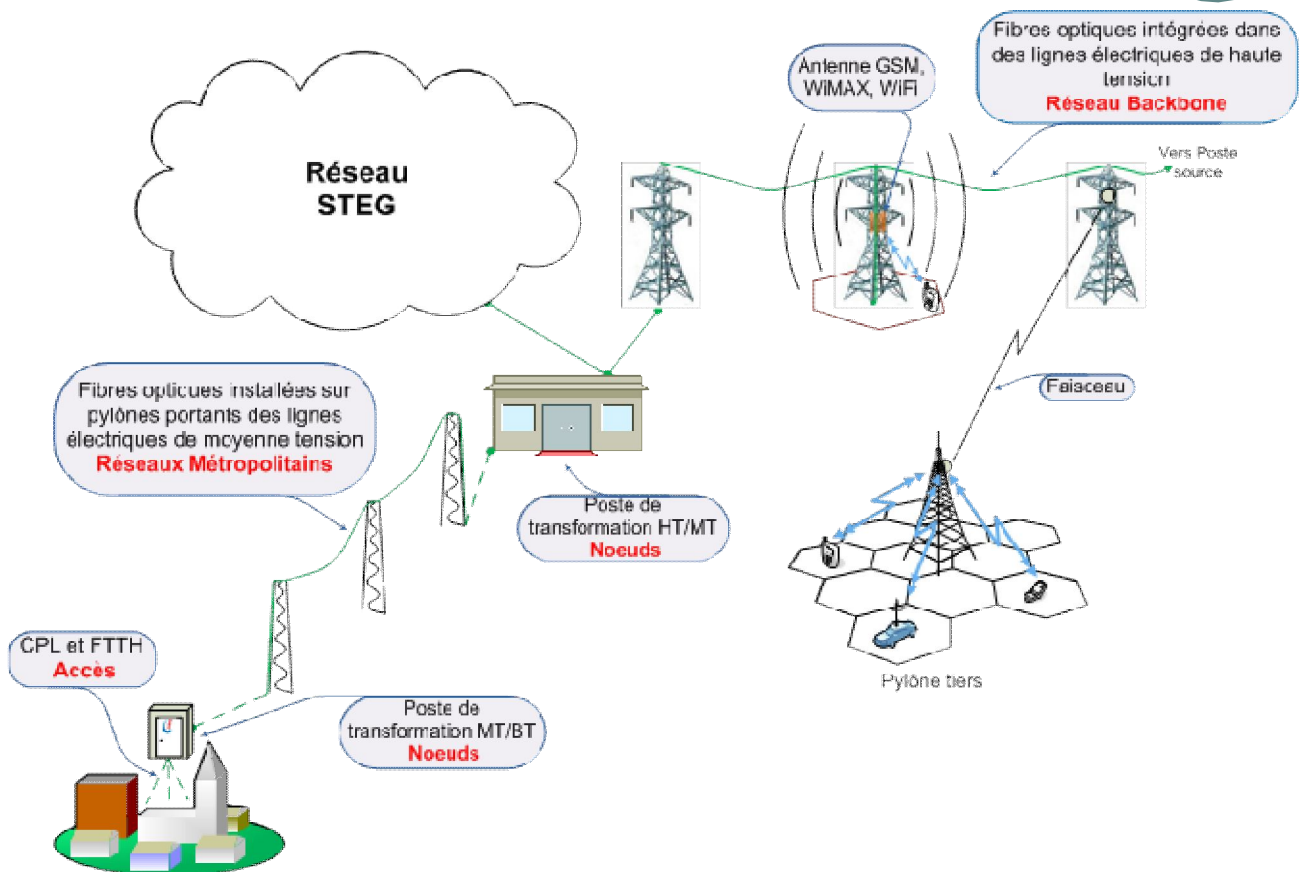 Fibres optiques intégrées dans
des lignes électriques de haute
tension
Réseau Backbone
Antenne GSM,
WiMAX, WiFi
Vers Poste
source
Réseau
STEG
Faisceau
Fibres opticues installées sur
pylônes portants des lignes
électriques de moyenne tension
Réseaux Métropolitains
Poste de
transformation HT/MT
Noeuds
CPL et FTTH
Accès
Poste de
transformation MT/BT
Noeuds
Pylône tiers